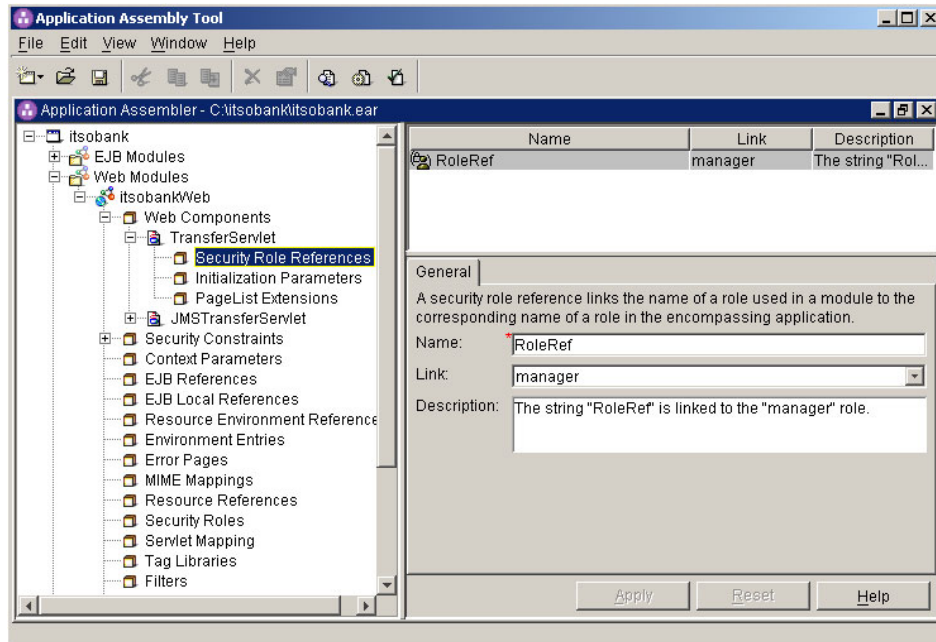 Application Assembly Tool
File Edit View Window Help
Application Assembler - C:\itsobank\itsobank.ear
itsobank
EJB Modules
Web Modules
itsobankWeb
Web Components
TransferServlet
Security Role References
Initialization Parameters
PageList Extensions
JMSTransferServlet
Security Constraints
Context Parameters
EJB References
EJB Local References
Resource Environment Reference
Environment Entries
Error Pages
MIME Mappings
Resource References
Security Roles
Servlet Mapping
Tag Libraries
Filters
Name Link Description
RoleRef manager The string "Rol...
General
A security role reference links the name of a role used in a module to the
corresponding name of a role in the encompassing application.
Name: *RoleRef
Link: manager
Description: The string "RoleRef" is linked to the "manager" role.
Apply Reset Help